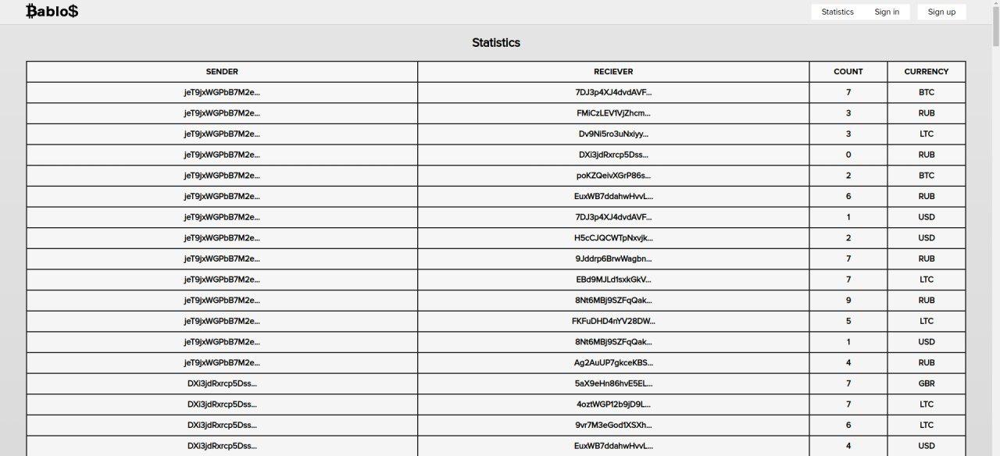 ₿ablo$
Statistics Sign in Sign up
Statistics
SENDER RECIEVER COUNT CURRENCY
jeT9jxWGPbB7M2e... 7DJ3p4XJ4dvdAVF... 7 BTC
jeT9jxWGPbB7M2e... FMiCzLEV1VjZhcm... 3 RUB
jeT9jxWGPbB7M2e... Dv9Ni5ro3uNxiyy... 3 LTC
jeT9jxWGPbB7M2e... DXi3jdRxrcp5Dss... 0 RUB
jeT9jxWGPbB7M2e... poKZQeivXGrP86s... 2 BTC
jeT9jxWGPbB7M2e... EuxWB7ddahwHvvL... 6 RUB
jeT9jxWGPbB7M2e... 7DJ3p4XJ4dvdAVF... 1 USD
jeT9jxWGPbB7M2e... H5cCJQCWTpNxvjk... 2 USD
jeT9jxWGPbB7M2e... 9Jddrp6BrwWagbn... 7 RUB
jeT9jxWGPbB7M2e... EBd9MJLd1sxkGkV... 7 LTC
jeT9jxWGPbB7M2e... 8Nt6MBj9SZFqQak... 9 RUB
jeT9jxWGPbB7M2e... FKFuDHD4nYV28DW... 5 LTC
jeT9jxWGPbB7M2e... 8Nt6MBj9SZFqQak... 1 USD
jeT9jxWGPbB7M2e... Ag2AuUP7gkceKBS... 4 RUB
DXi3jdRxrcp5Dss... 5aX9eHn86hvE5EL... 7 GBR
DXi3jdRxrcp5Dss... 4oztWGP12b9jD9L... 7 LTC
DXi3jdRxrcp5Dss... 9vr7M3eGod1XSXh... 6 LTC
DXi3jdRxrcp5Dss... EuxWB7ddahwHvvL... 4 USD